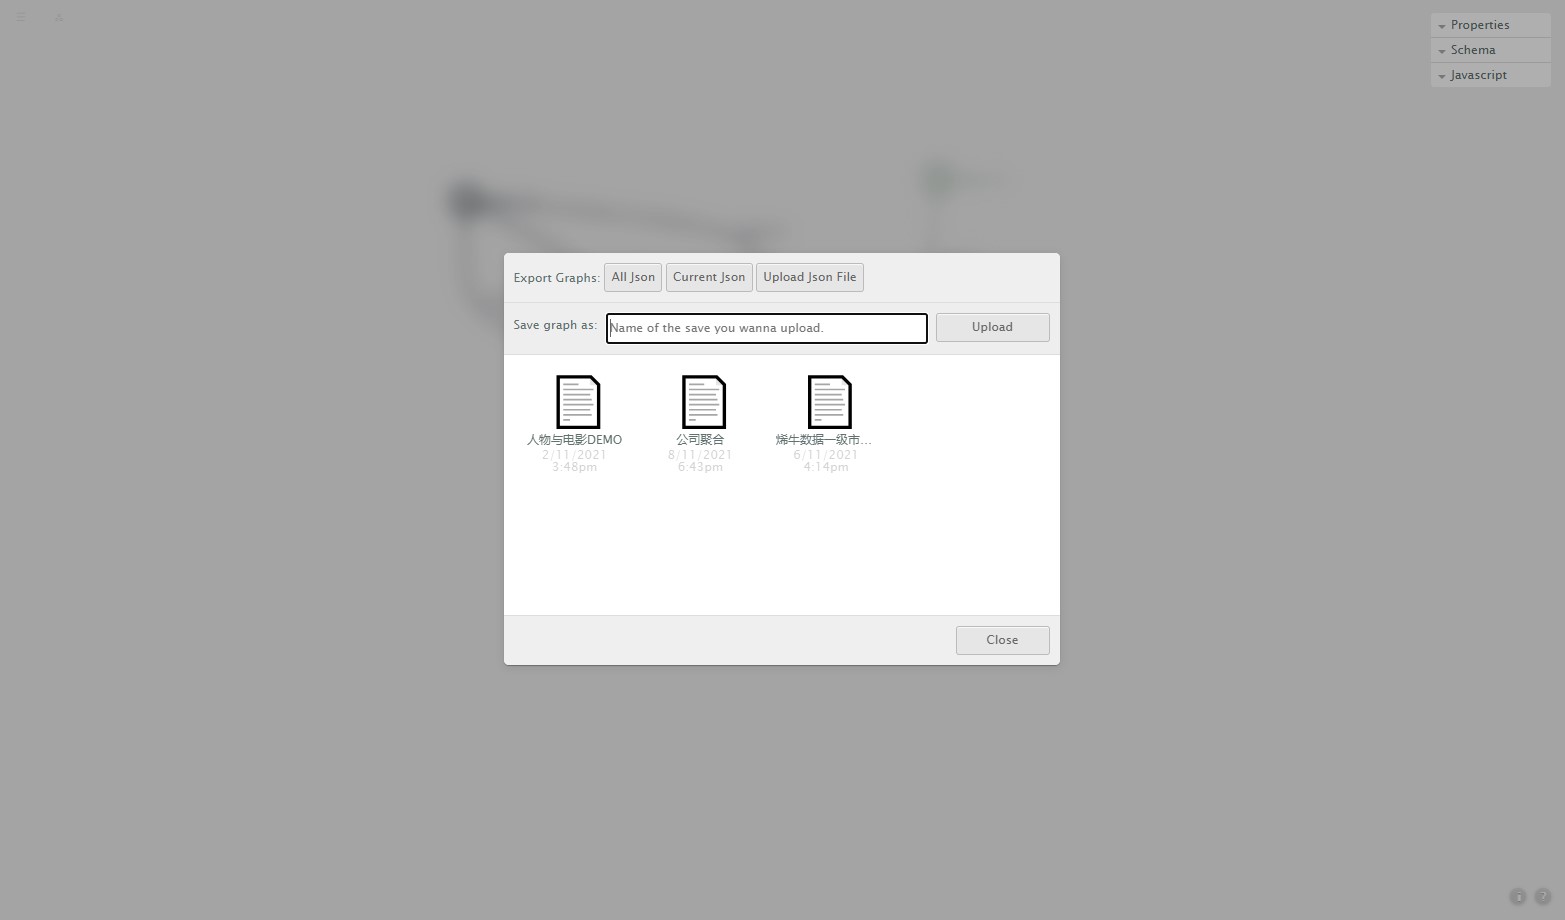 Properties
Schema
Javascript
Export Graphs: All Json Current Json Upload Json File
Save graph as: Name of the save you wanna upload. Upload
人物与电影DEMO
2/11/2021
3:48pm
公司聚合
8/11/2021
6:43pm
烯牛数据一级市...
6/11/2021
4:14pm
Close
?